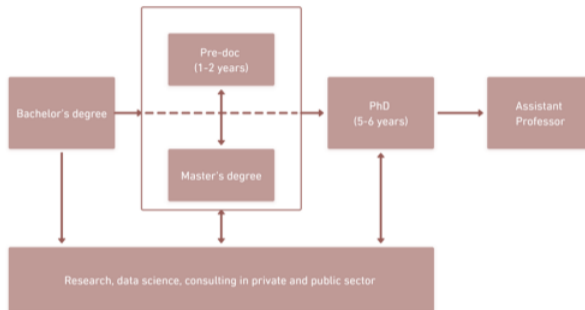 Pre-doc
(1-2 years)
Bachelor's degree
PhD
(5-6 years)
Assistant
Professor
Master's degree
Research, data science, consulting in private and public sector